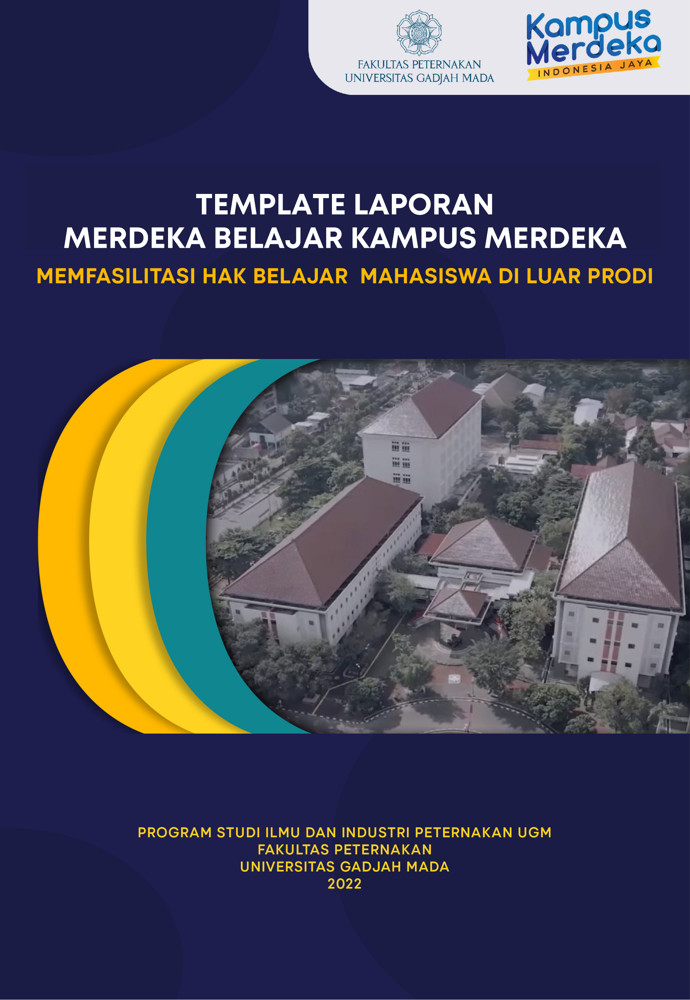 FAKULTAS PETERNAKAN
UNIVERSITAS GADJAH MADA
Kampus
Merdeka
INDONESIA JAYA
TEMPLATE LAPORAN
MERDEKA BELAJAR KAMPUS MERDEKA
MEMFASILITASI HAK BELAJAR MAHASISWA DI LUAR PRODI
PROGRAM STUDI ILMU DAN INDUSTRI PETERNAKAN UGM
FAKULTAS PETERNAKAN
UNIVERSITAS GADJAH MADA
2022